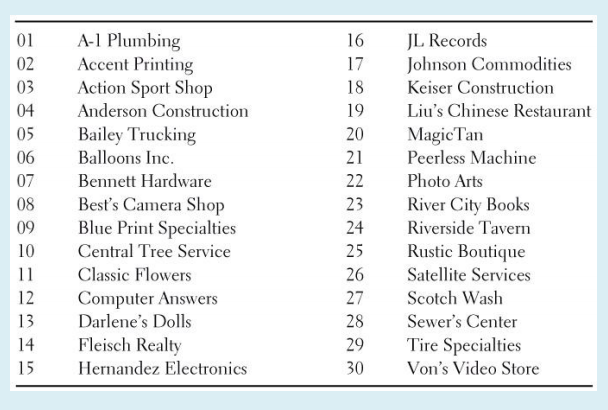 01 A-1 Plumbing 16 JL Records
02 Accent Printing 17 Johnson Commodities
03 Action Sport Shop 18 Keiser Construction
04 Anderson Construction 19 Liu's Chinese Restaurant
05 Bailey Trucking 20 MagicTan
06 Balloons Inc. 21 Peerless Machine
07 Bennett Hardware 22 Photo Arts
08 Best's Camera Shop 23 River City Books
09 Blue Print Specialties 24 Riverside Tavern
10 Central Tree Service 25 Rustic Boutique
11 Classic Flowers 26 Satellite Services
12 Computer Answers 27 Scotch Wash
13 Darlene's Dolls 28 Sewer's Center
14 Fleisch Realty 29 Tire Specialties
15 Hernandez Electronics 30 Von's Video Store